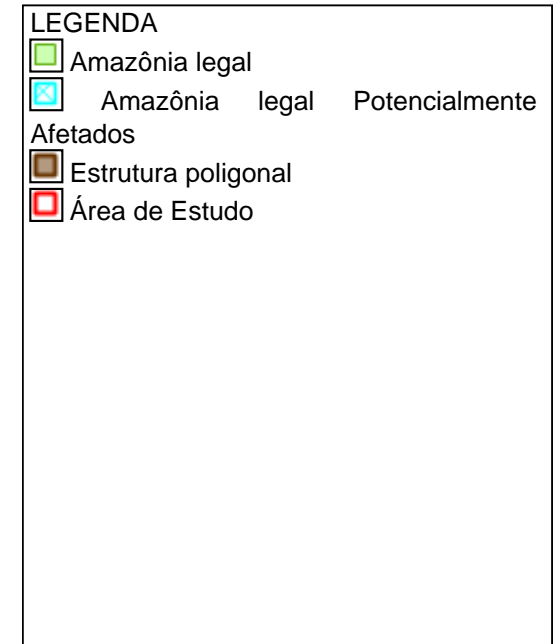 LEGENDA
Amazônia legal
Amazônia legal Potencialmente
Afetados
Estrutura poligonal
Área de Estudo